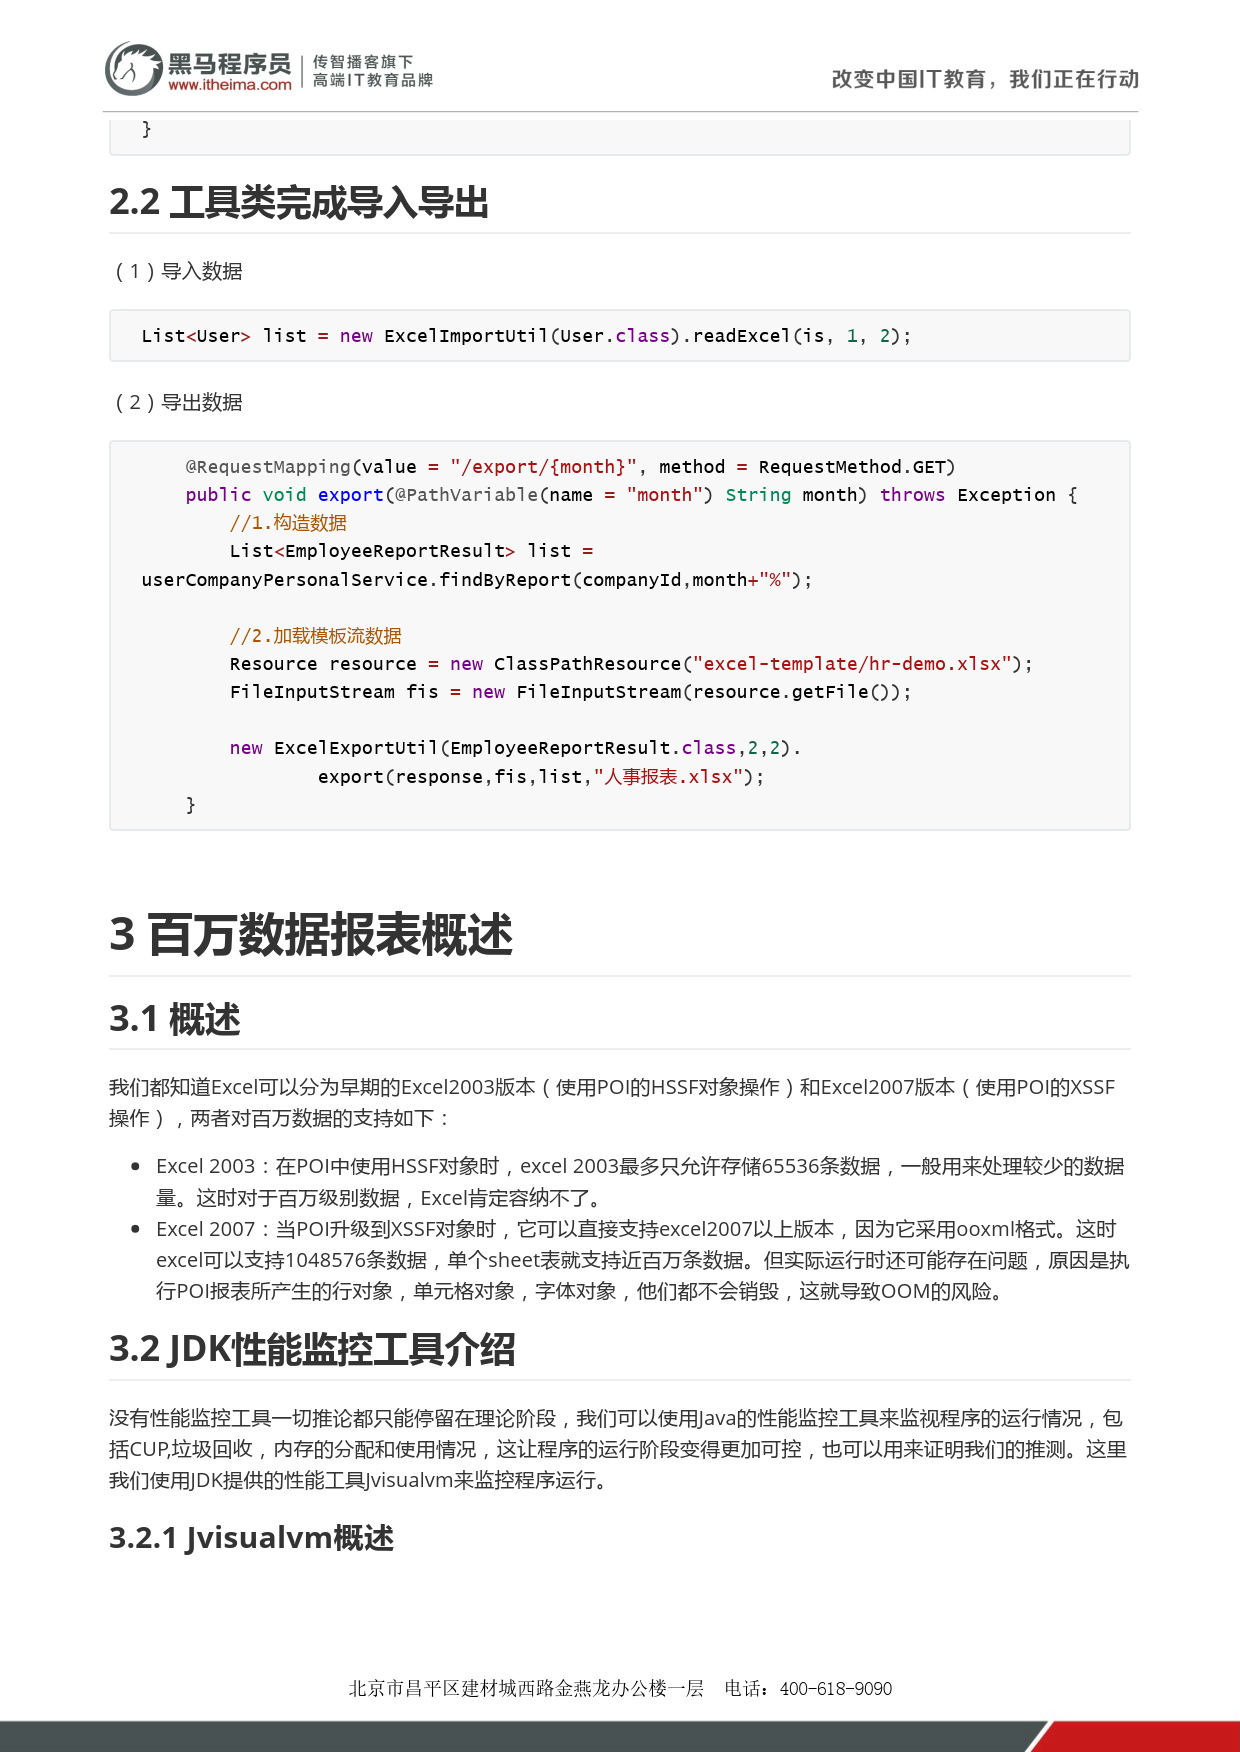 黑马程序员
www.itheima.com
传智播客旗下
高端IT教育品牌
改变中国IT教育，我们正在行动
}
2.2 工具类完成导入导出
（1）导入数据
List<User> list = new ExcelImportUtil(User.class).readExcel(is, 1, 2);
（2）导出数据
@RequestMapping(value = "/export/{month}", method = RequestMethod.GET)
public void export(@PathVariable(name = "month") String month) throws Exception {
//1.构造数据
List<EmployeeReportResult> list =
userCompanyPersonalService.findByReport(companyId,month+"%");
//2.加载模板流数据
Resource resource = new ClassPathResource("excel-template/hr-demo.xlsx");
FileInputStream fis = new FileInputStream(resource.getFile());
new ExcelExportUtil(EmployeeReportResult.class,2,2).
export(response,fis,list,"人事报表.xlsx");
}
3 百万数据报表概述
3.1 概述
我们都知道Excel可以分为早期的Excel2003版本（使用POI的HSSF对象操作）和Excel2007版本（使用POI的XSSF
操作），两者对百万数据的支持如下：
Excel 2003：在POI中使用HSSF对象时，excel 2003最多只允许存储65536条数据，一般用来处理较少的数据
量。这时对于百万级别数据，Excel肯定容纳不了。
Excel 2007：当POI升级到XSSF对象时，它可以直接支持excel2007以上版本，因为它采用ooxml格式。这时
excel可以支持1048576条数据，单个sheet表就支持近百万条数据。但实际运行时还可能存在问题，原因是执
行POI报表所产生的行对象，单元格对象，字体对象，他们都不会销毁，这就导致OOM的风险。
3.2 JDK性能监控工具介绍
没有性能监控工具一切推论都只能停留在理论阶段，我们可以使用Java的性能监控工具来监视程序的运行情况，包
括CUP,垃圾回收，内存的分配和使用情况，这让程序的运行阶段变得更加可控，也可以用来证明我们的推测。这里
我们使用JDK提供的性能工具Jvisualvm来监控程序运行。
3.2.1 Jvisualvm概述
北京市昌平区建材城西路金燕龙办公楼一层 电话：400-618-9090